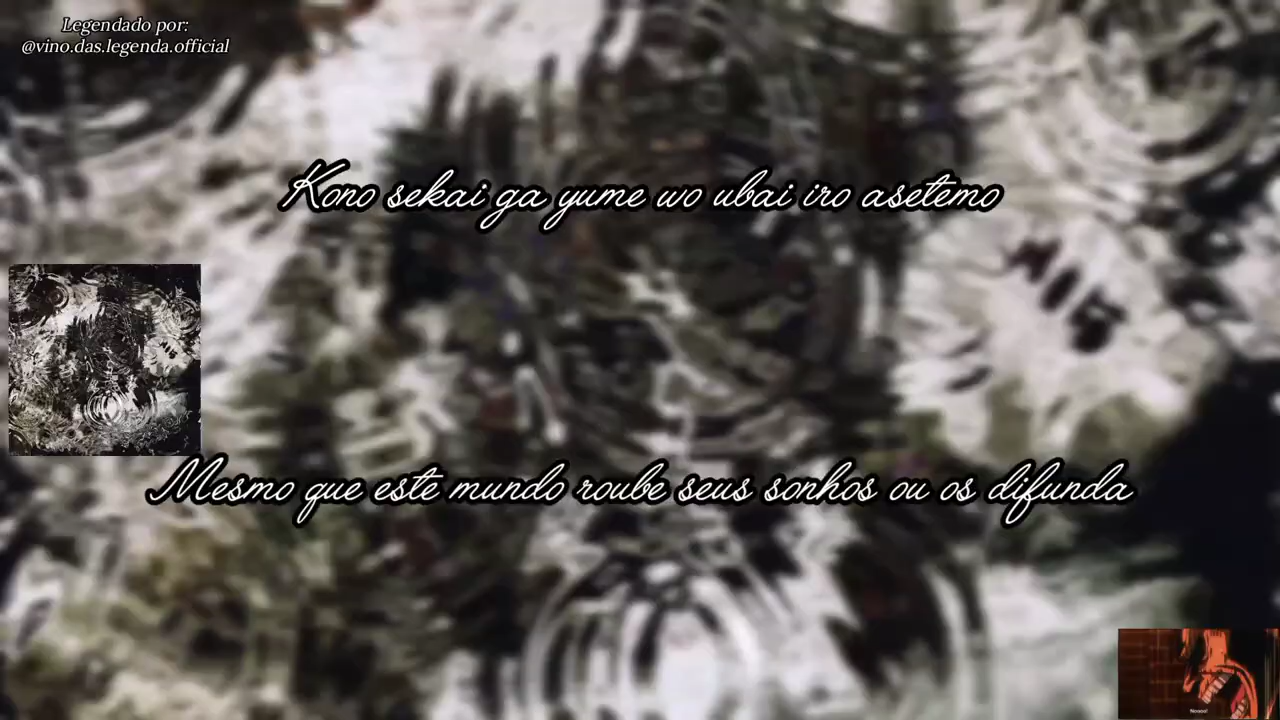 Legendado por:
@vino.das.legenda.official
Kono sekai ga yume wo ubai iro asetemo
Mesmo que este mundo roube seus sonhos ou os difunda